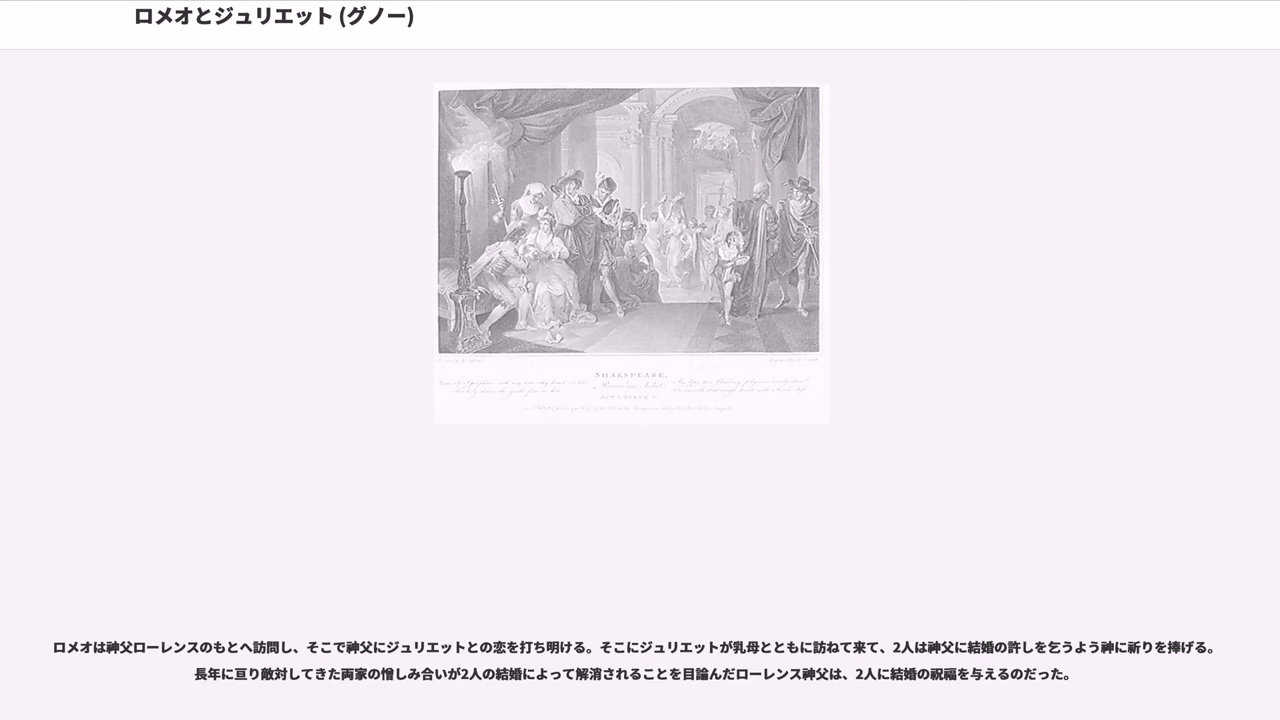 ロメオとジュリエット (グノー)
SHAKSPEARE.
Romeo and Juliet
ACT I. SCENE V.
ロメオは神父ローレンスのもとへ訪問し、そこで神父にジュリエットとの恋を打ち明ける。そこにジュリエットが乳母とともに訪ねて来て、2人は神父に結婚の許しを乞うよう神に祈りを捧げる。
長年に亘り敵対してきた両家の憎しみ合いが2人の結婚によって解消されることを目論んだローレンス神父は、2人に結婚の祝福を与えるのだった。